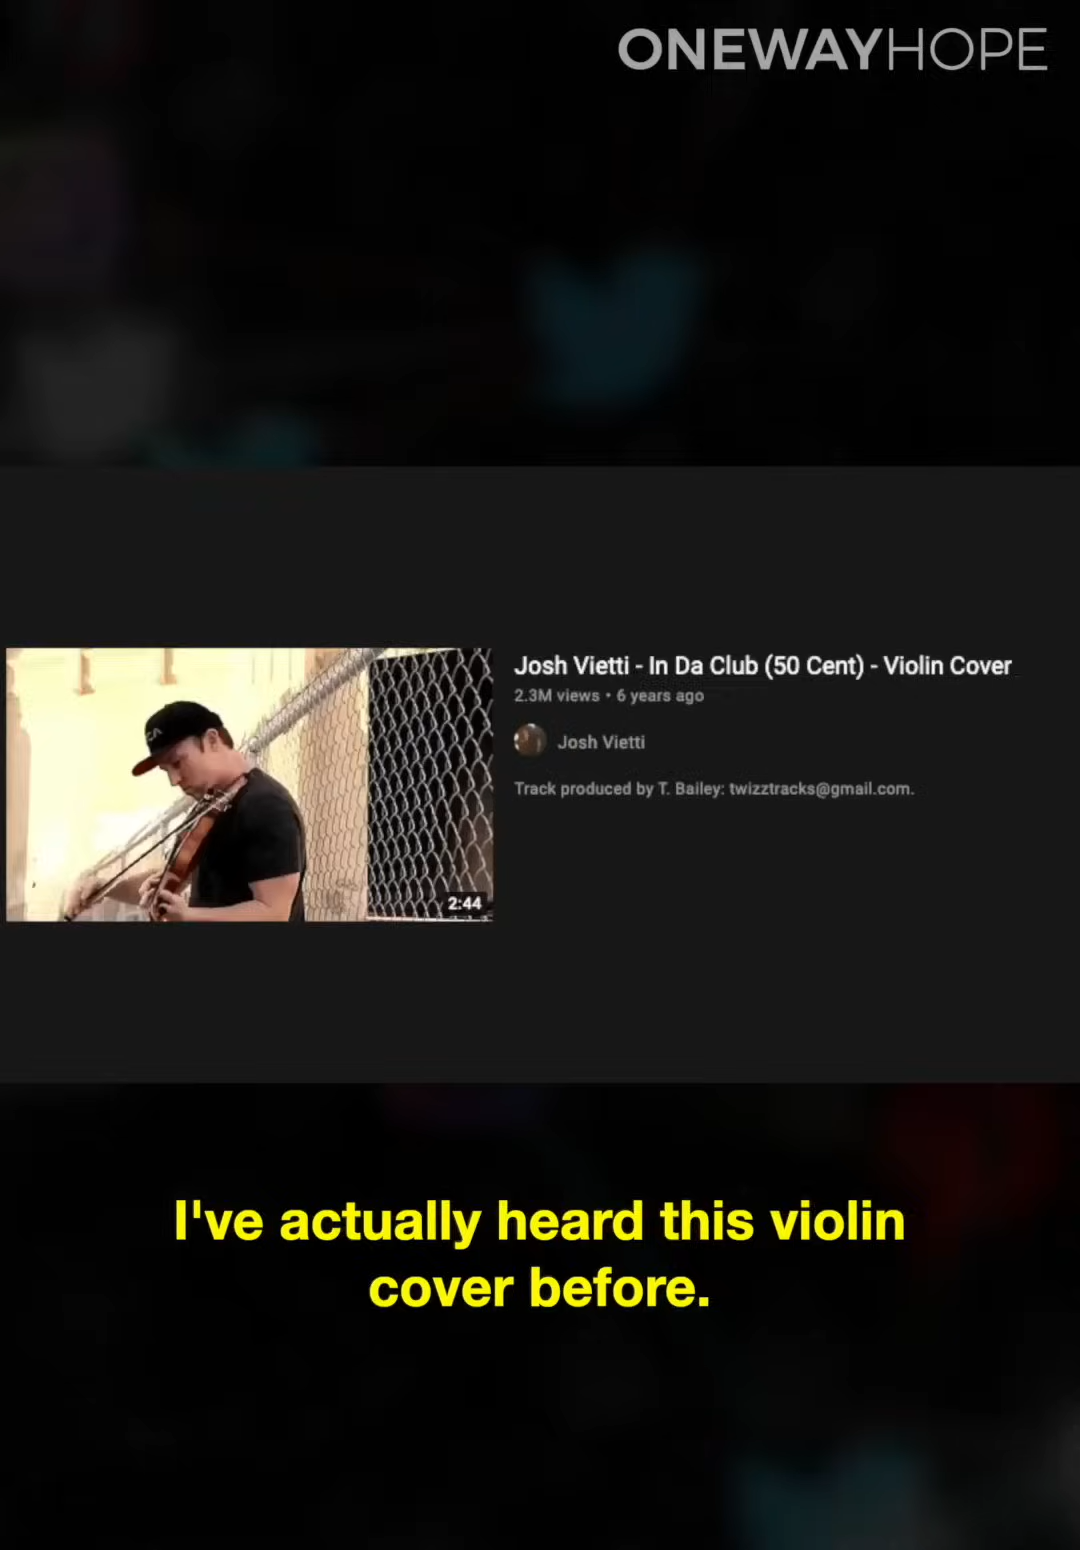 ONEWAYHOPE
Josh Vietti - In Da Club (50 Cent) - Violin Cover
2.3M views • 6 years ago
Josh Vietti
Track produced by T. Bailey: twizztracks@gmail.com.
2:44
I've actually heard this violin
cover before.